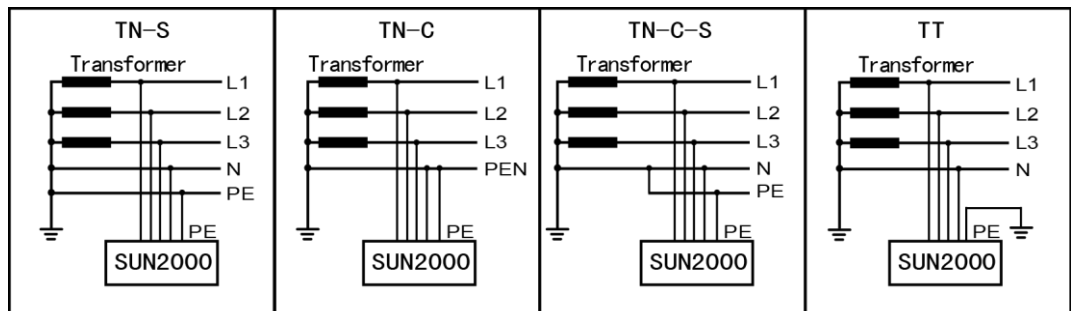 TN-S
Transformer
L1
L2
L3
N
PE
PE
SUN2000
TN-C
Transformer
L1
L2
L3
PEN
PE
SUN2000
TN-C-S
Transformer
L1
L2
L3
N
PE
PE
SUN2000
TT
Transformer
L1
L2
L3
N
PE
SUN2000